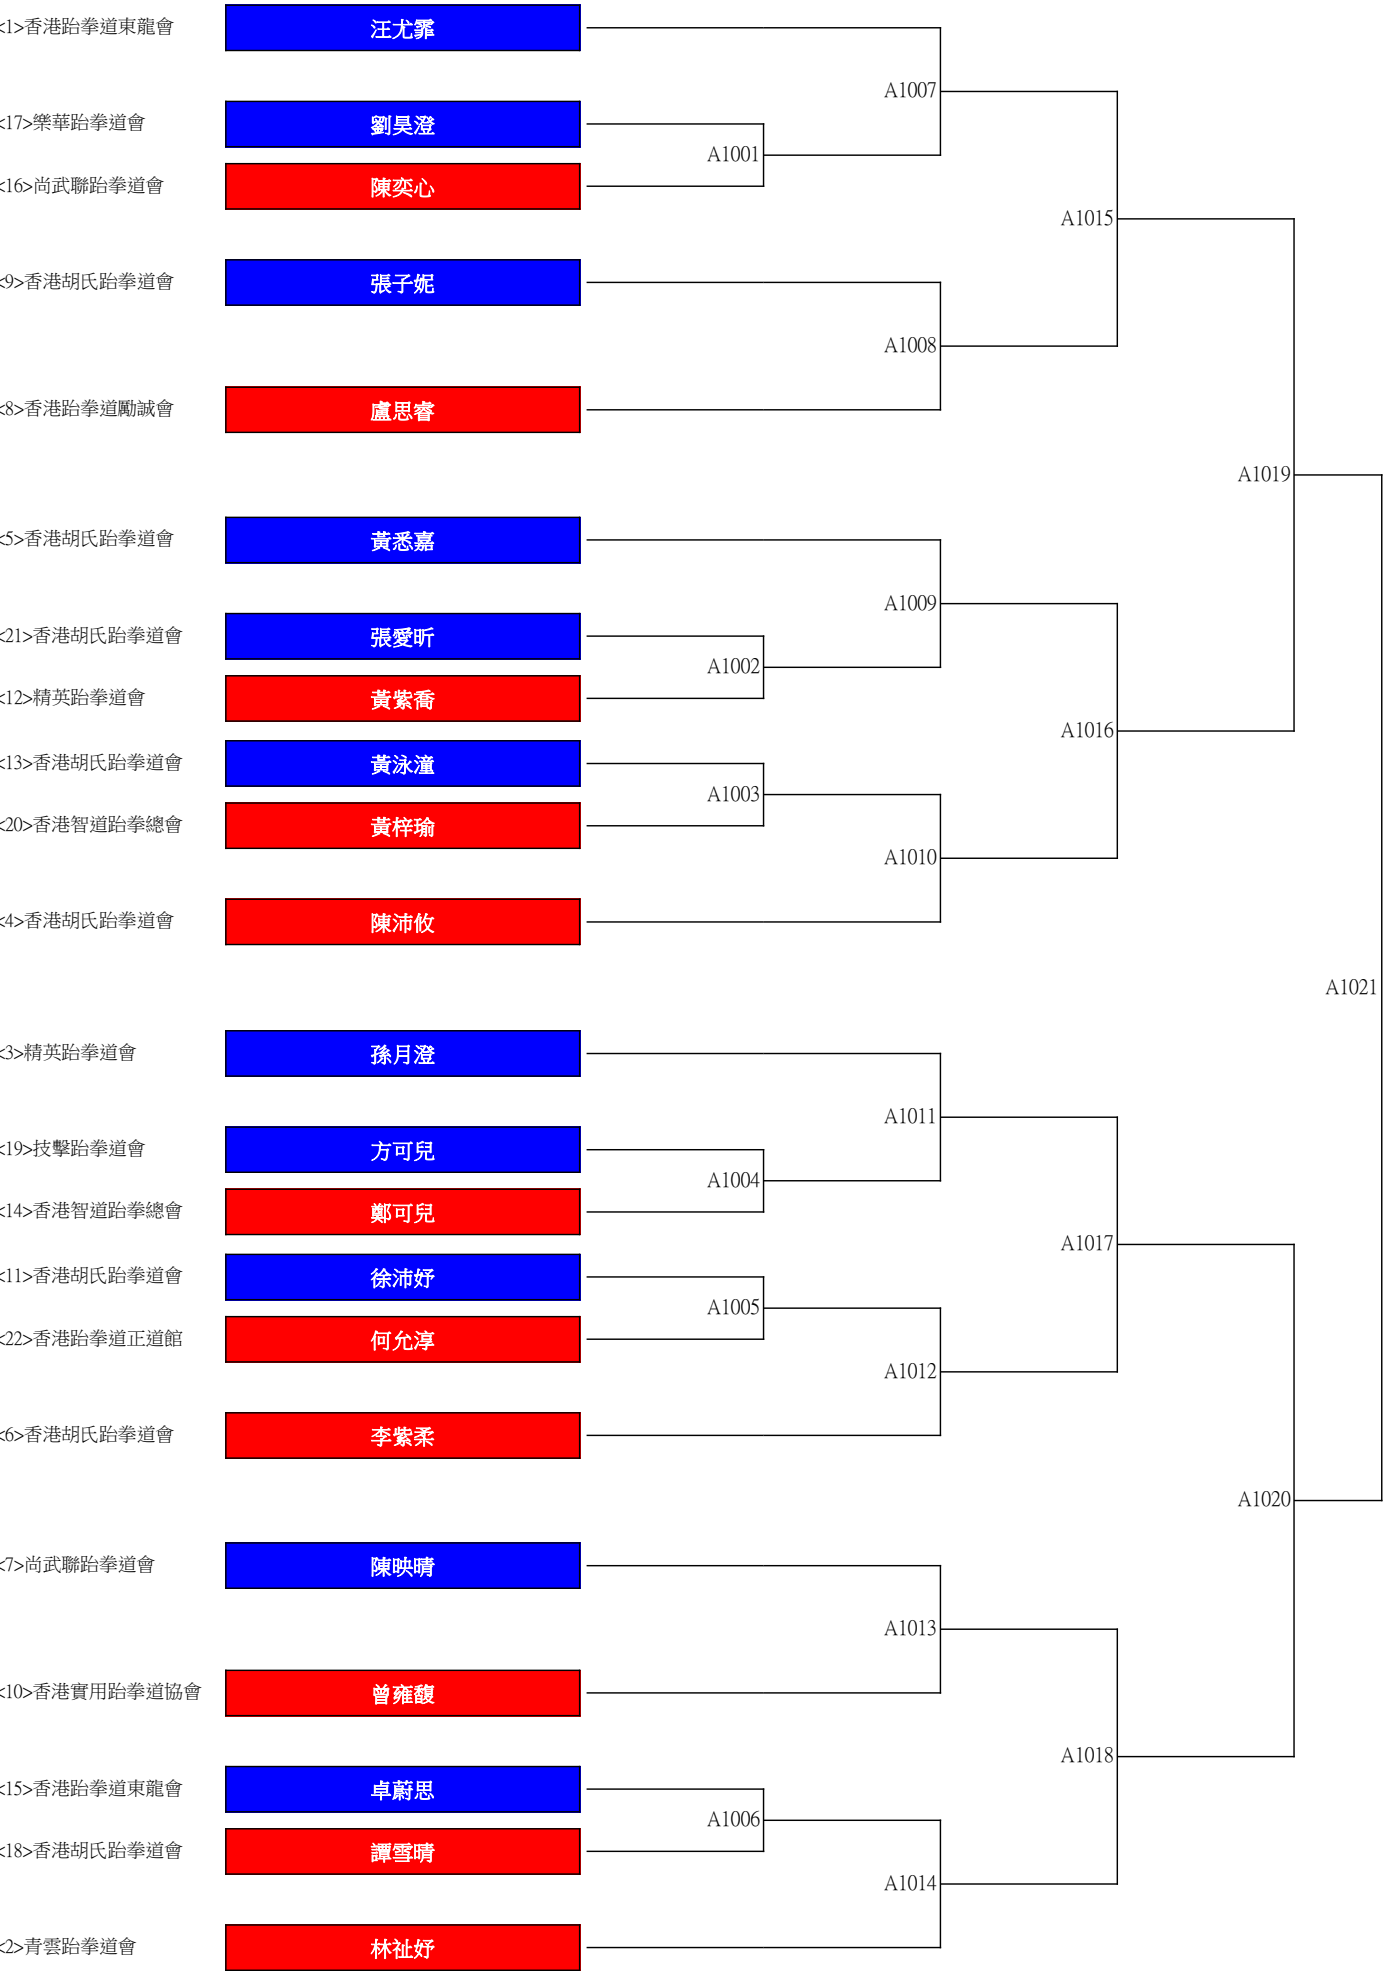 <1>香港跆拳道東龍會 汪尤霏
A1007
<17>樂華跆拳道會 劉昊澄
A1001
<16>尚武聯跆拳道會 陳奕心
A1015
<9>香港胡氏跆拳道會 張子妮
A1008
<8>香港跆拳道勵誠會 盧思睿
A1019
<5>香港胡氏跆拳道會 黃悉嘉
A1009
<21>香港胡氏跆拳道會 張愛昕
A1002
<12>精英跆拳道會 黃紫喬
A1016
<13>香港胡氏跆拳道會 黃泳潼
A1003
<20>香港智道跆拳總會 黃梓瑜
A1010
<4>香港胡氏跆拳道會 陳沛攸
A1021
<3>精英跆拳道會 孫月澄
A1011
<19>技擊跆拳道會 方可兒
A1004
<14>香港智道跆拳總會 鄭可兒
A1017
<11>香港胡氏跆拳道會 徐沛妤
A1005
<22>香港跆拳道正道館 何允淳
A1012
<6>香港胡氏跆拳道會 李紫柔
A1020
<7>尚武聯跆拳道會 陳映晴
A1013
<10>香港實用跆拳道協會 曾雍馥
A1018
<15>香港跆拳道東龍會 卓蔚思
A1006
<18>香港胡氏跆拳道會 譚雪晴
A1014
<2>青雲跆拳道會 林祉妤